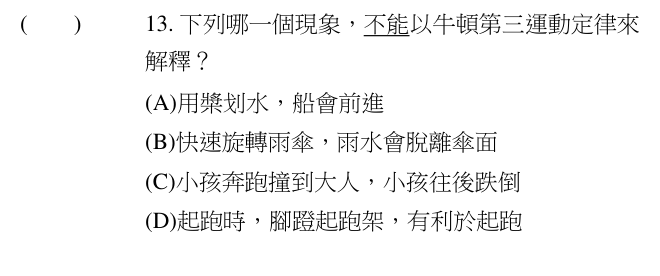 (　　) 13. 下列哪一個現象，不能以牛頓第三運動定律來
解釋？
(A)用槳划水，船會前進
(B)快速旋轉雨傘，雨水會脫離傘面
(C)小孩奔跑撞到大人，小孩往後跌倒
(D)起跑時，腳蹬起跑架，有利於起跑